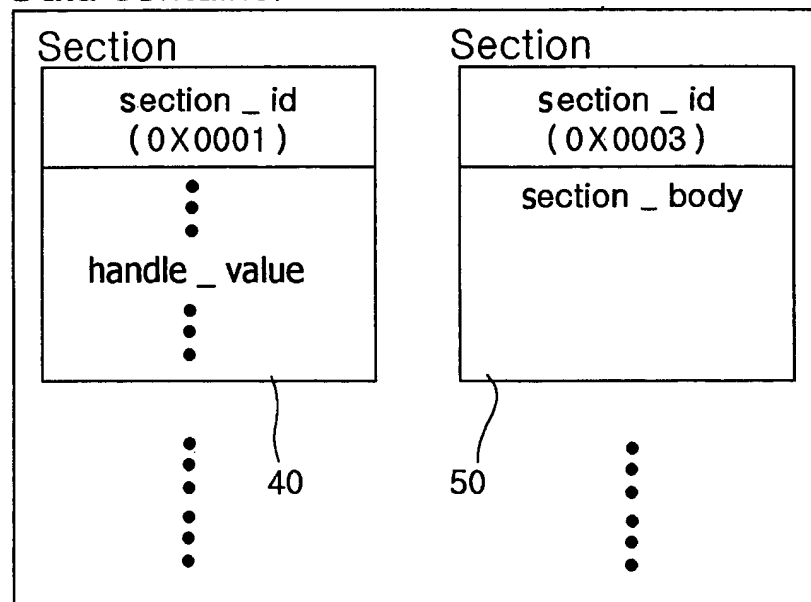 Section
section _ id
(0X0001)
handle _ value
40
Section
section _ id
(0X0003)
section _ body
50